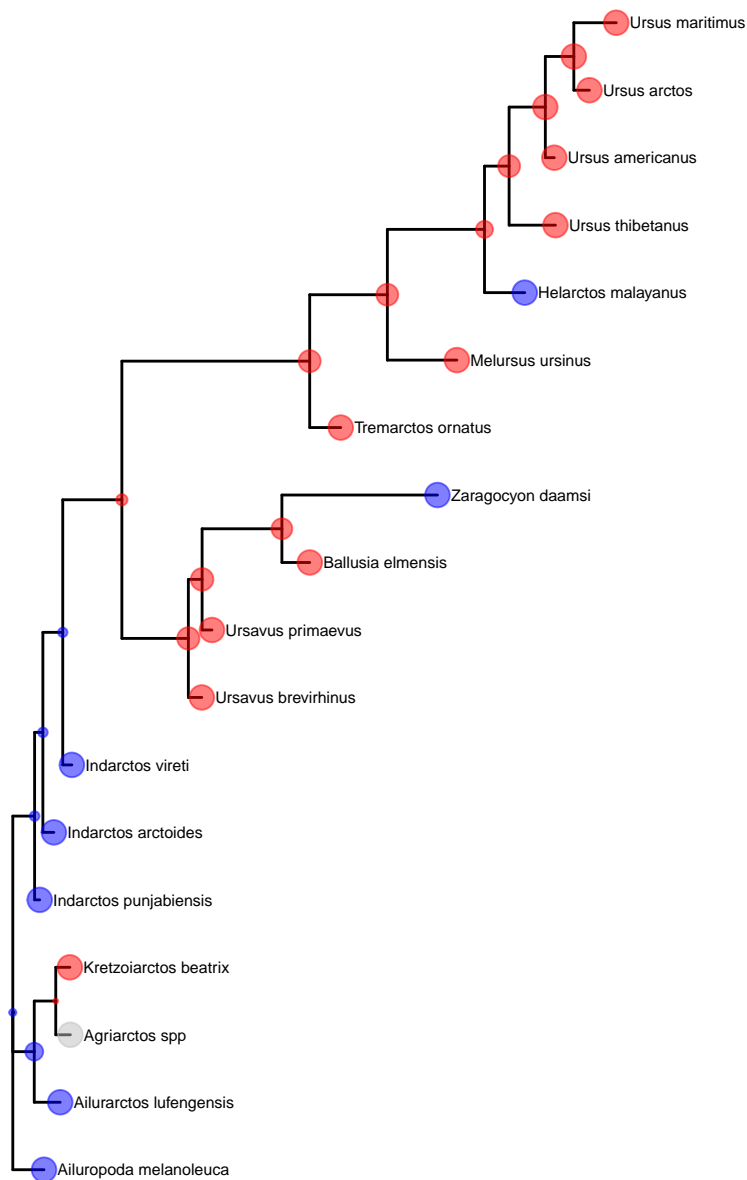 Ursus maritimus
Ursus arctos
Ursus americanus
Ursus thibetanus
Helarctos malayanus
Melursus ursinus
Tremarctos ornatus
Zaragocyon daamsi
Ballusia elmensis
Ursavus primaevus
Ursavus brevirhinus
Indarctos vireti
Indarctos arctoides
Indarctos punjabiensis
Kretzoiarctos beatrix
Agriarctos spp
Ailurarctos lufengensis
Ailuropoda melanoleuca